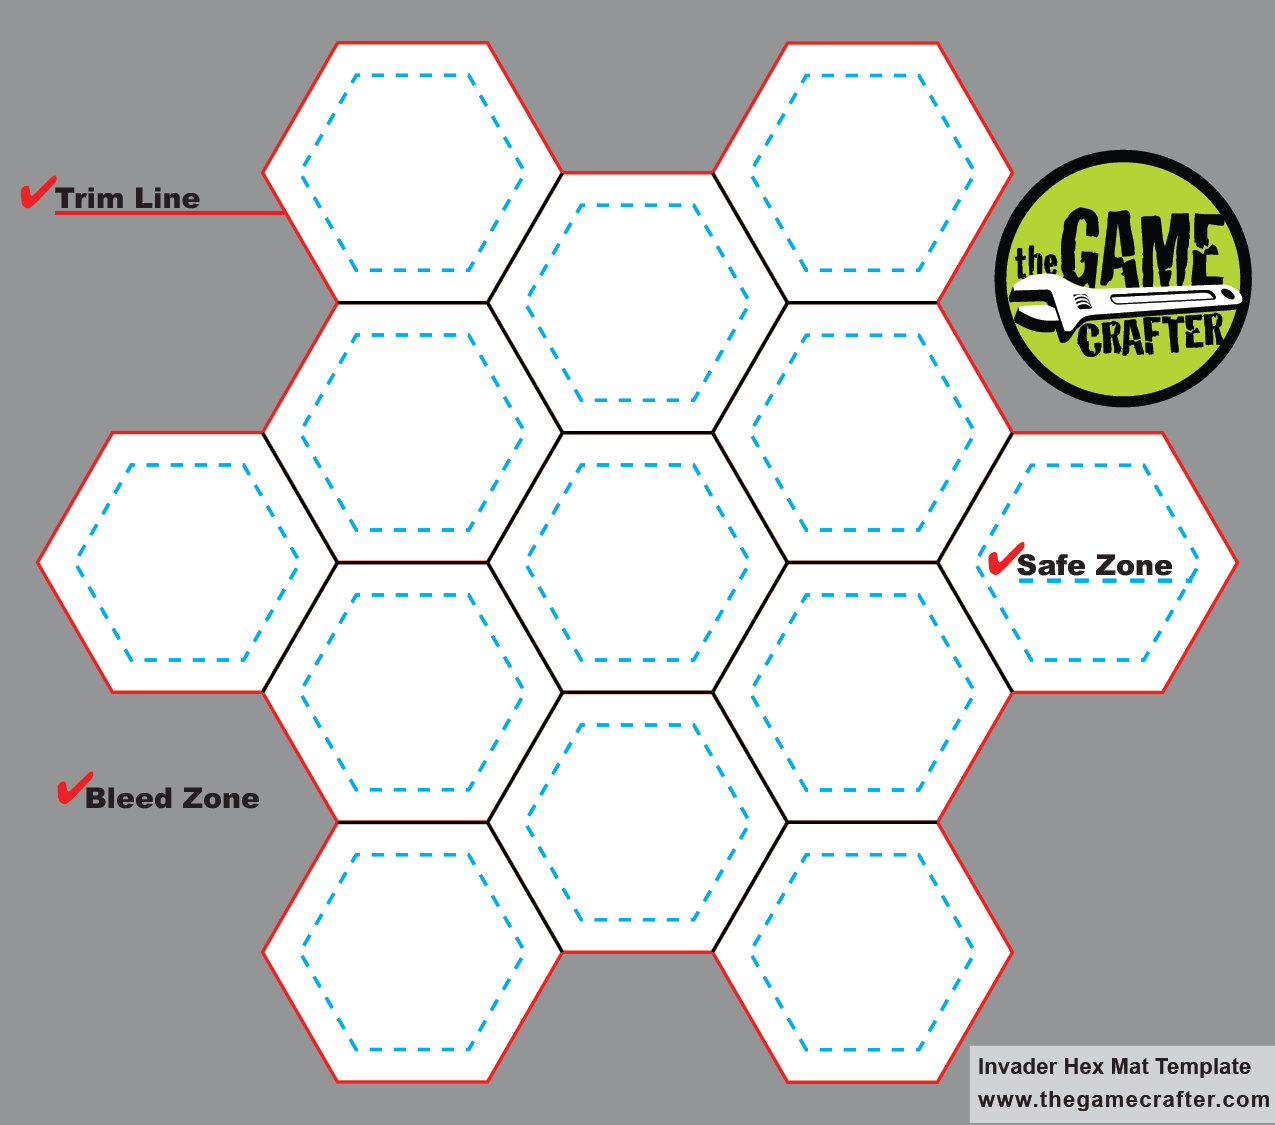 Trim Line
the GAME
CRAFTER
Safe Zone
Bleed Zone
Invader Hex Mat Template
www.thegamecrafter.com